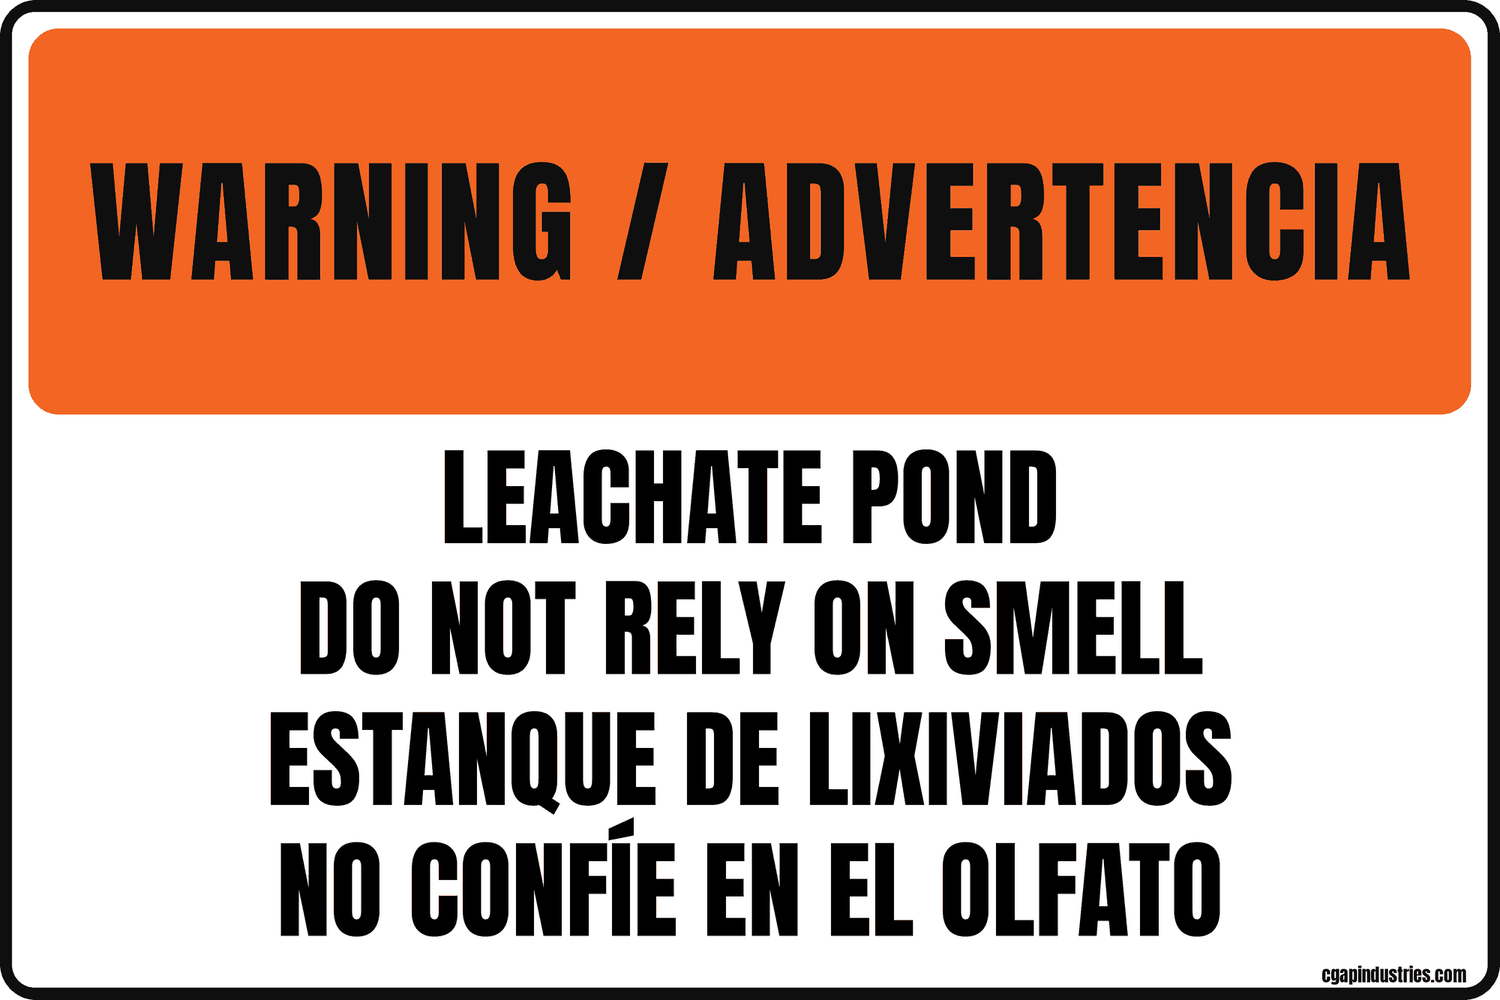 WARNING / ADVERTENCIA
LEACHATE POND
DO NOT RELY ON SMELL
ESTANQUE DE LIXIVIADOS
NO CONFÍE EN EL OLFATO
cgapindustries.com